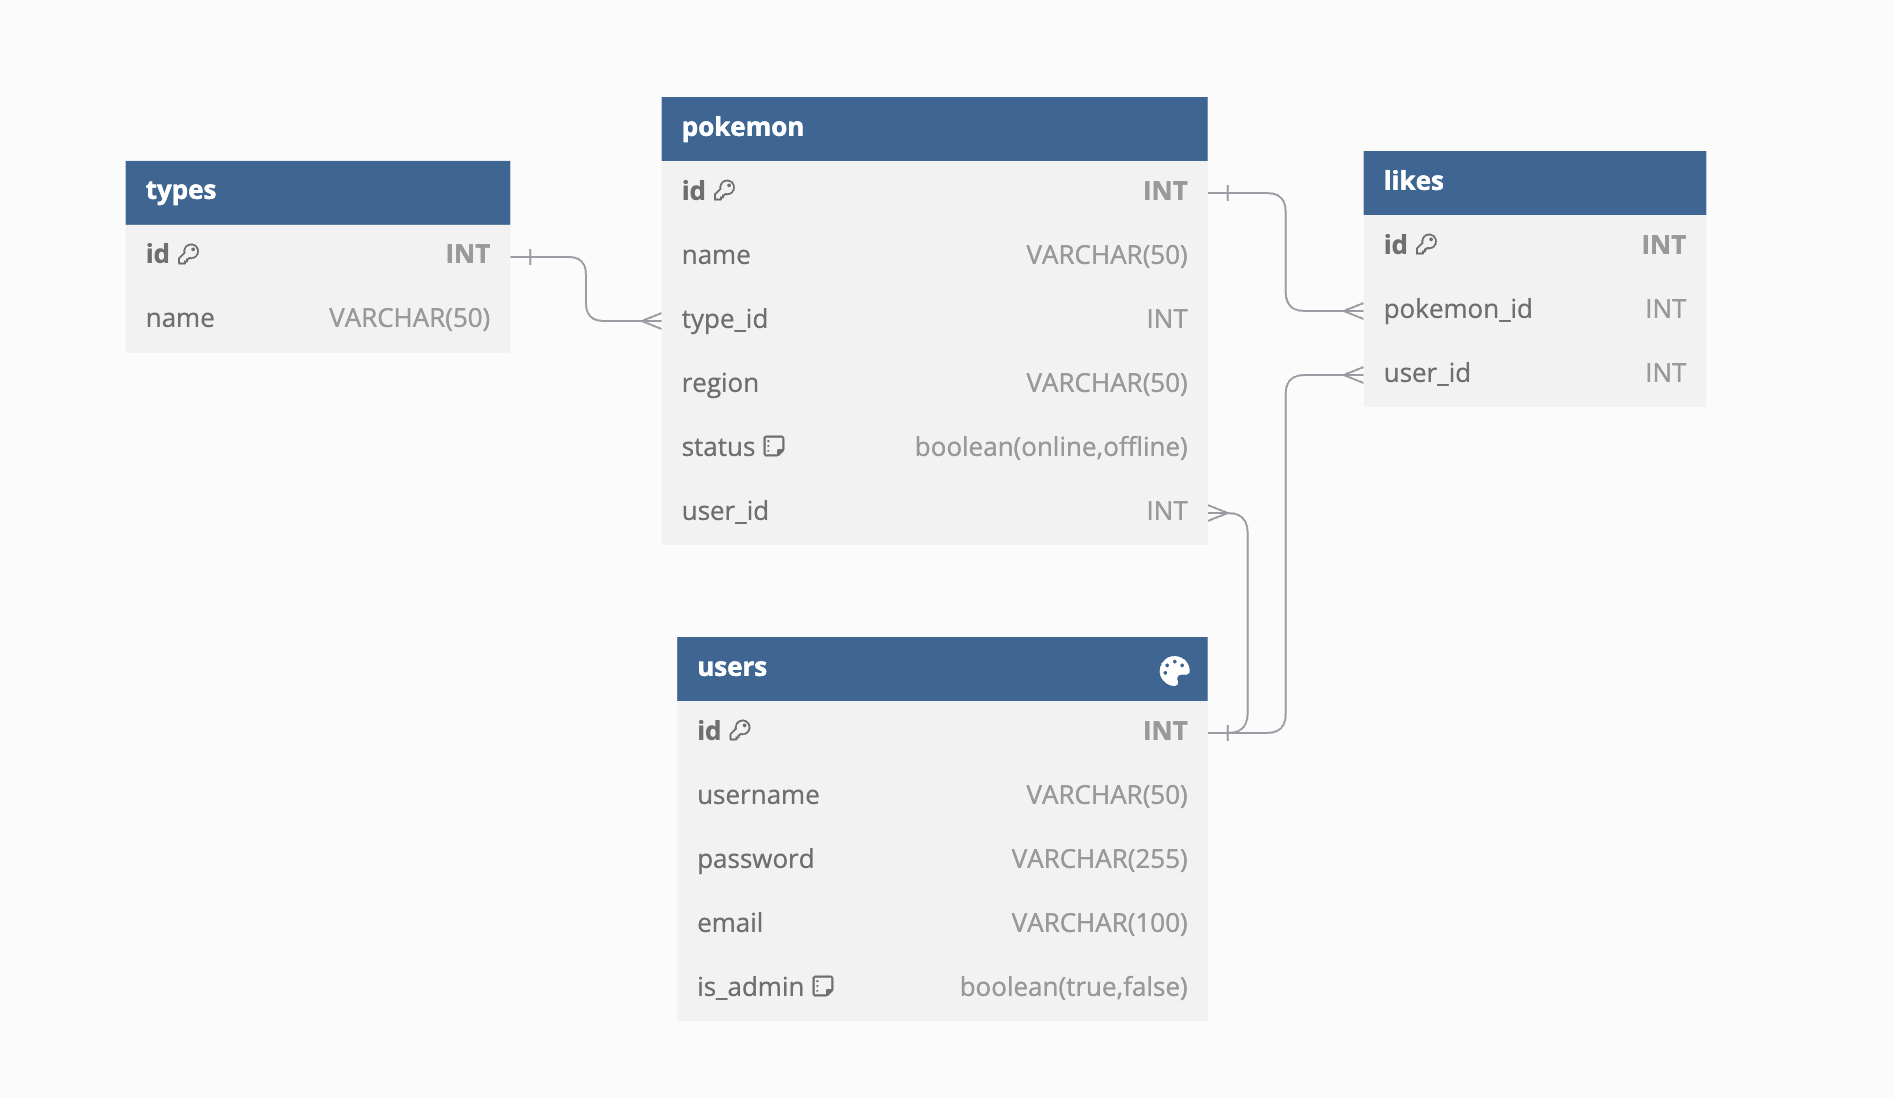 types
id INT
name VARCHAR(50)
pokemon
id INT
name VARCHAR(50)
type_id INT
region VARCHAR(50)
status boolean(online,offline)
user_id INT
likes
id INT
pokemon_id INT
user_id INT
users
id INT
username VARCHAR(50)
password VARCHAR(255)
email VARCHAR(100)
is_admin boolean(true,false)